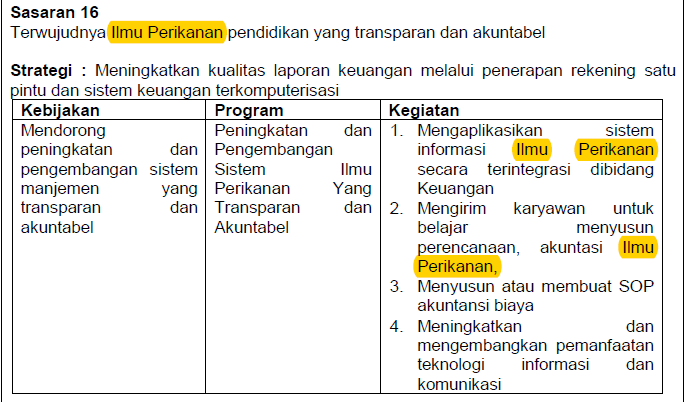 Sasaran 16
Terwujudnya Ilmu Perikanan pendidikan yang transparan dan akuntabel
Strategi : Meningkatkan kualitas laporan keuangan melalui penerapan rekening satu
pintu dan sistem keuangan terkomputerisasi
Kebijakan
Program
Kegiatan
Mendorong
peningkatan dan
pengembangan sistem
manjemen yang
transparan dan
akuntabel
Peningkatan dan
Pengembangan
Sistem Ilmu
Perikanan Yang
Transparan dan
Akuntabel
1. Mengaplikasikan sistem
informasi Ilmu Perikanan
secara terintegrasi dibidang
Keuangan
2. Mengirim karyawan untuk
belajar menyusun
perencanaan, akuntasi Ilmu
Perikanan,
3. Menyusun atau membuat SOP
akuntansi biaya
4. Meningkatkan dan
mengembangkan pemanfaatan
teknologi informasi dan
komunikasi